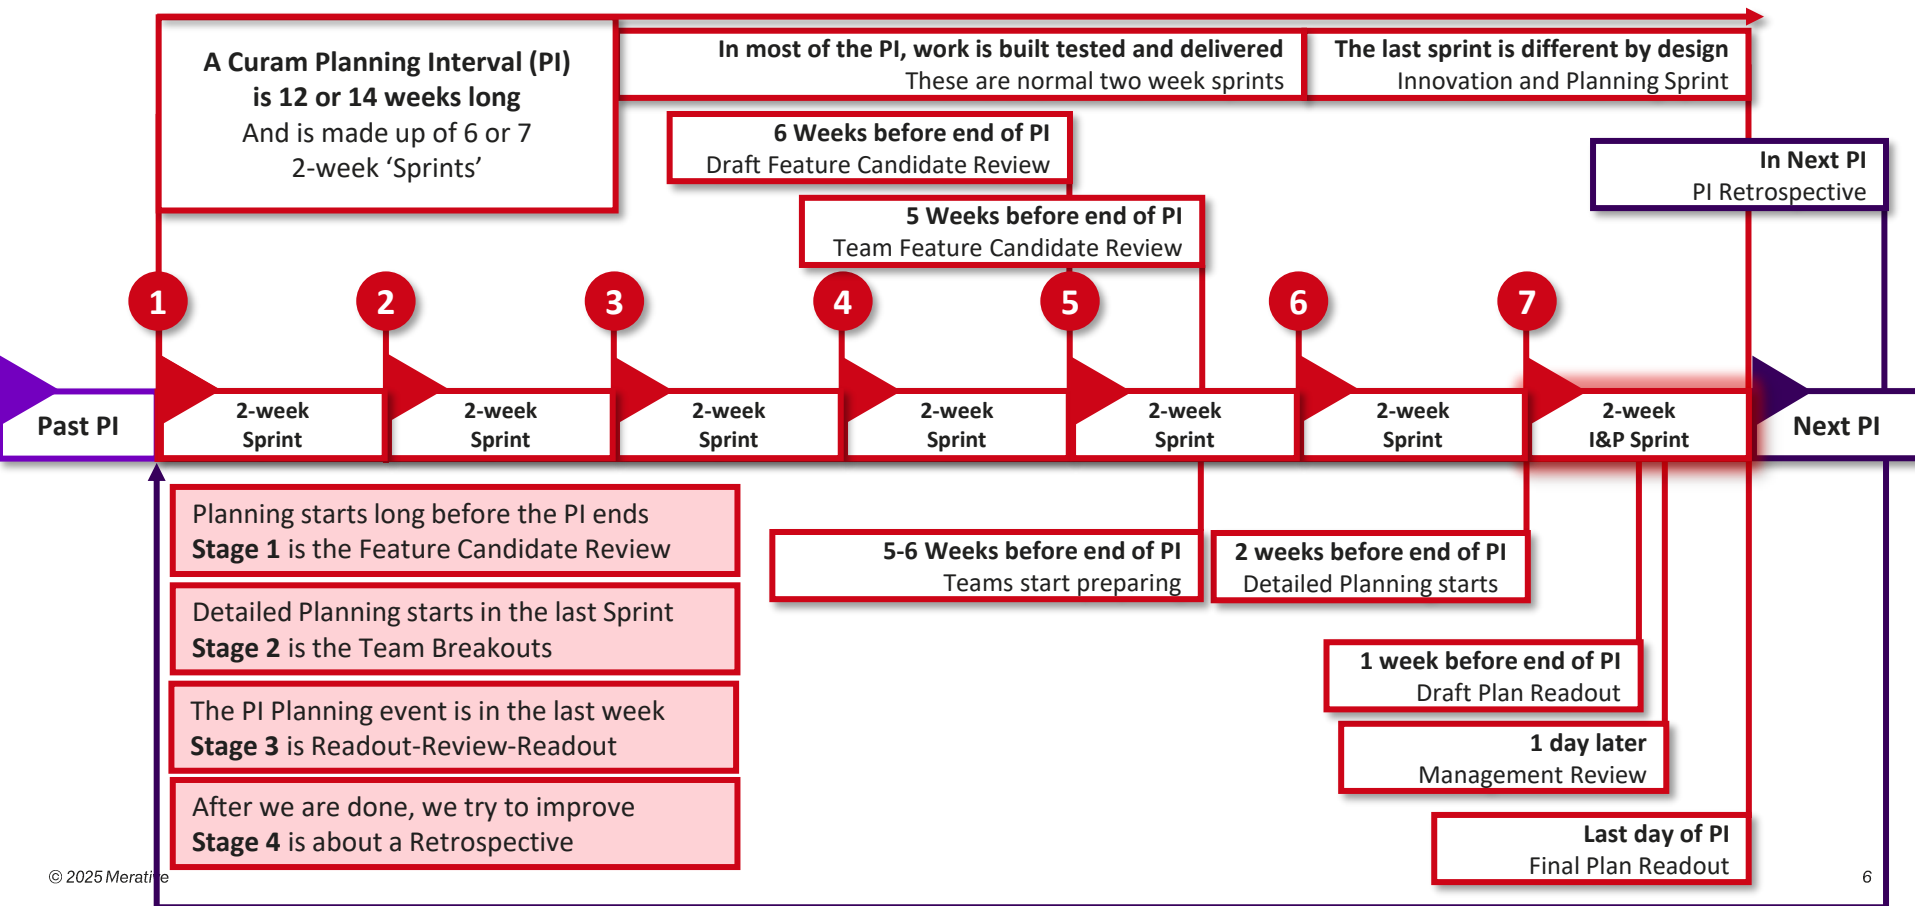 A Curam Planning Interval (PI)
is 12 or 14 weeks long
And is made up of 6 or 7
2-week ‘Sprints’
In most of the PI, work is built tested and delivered
These are normal two week sprints
The last sprint is different by design
Innovation and Planning Sprint
6 Weeks before end of PI
Draft Feature Candidate Review
In Next PI
PI Retrospective
5 Weeks before end of PI
Team Feature Candidate Review
1
2
3
4
5
6
7
Past PI
2-week
Sprint
2-week
Sprint
2-week
Sprint
2-week
Sprint
2-week
Sprint
2-week
Sprint
2-week
I&P Sprint
Next PI
Planning starts long before the PI ends
Stage 1 is the Feature Candidate Review
Detailed Planning starts in the last Sprint
Stage 2 is the Team Breakouts
The PI Planning event is in the last week
Stage 3 is Readout-Review-Readout
After we are done, we try to improve
Stage 4 is about a Retrospective
5-6 Weeks before end of PI
Teams start preparing
2 weeks before end of PI
Detailed Planning starts
1 week before end of PI
Draft Plan Readout
1 day later
Management Review
Last day of PI
Final Plan Readout
© 2025 Merative
6